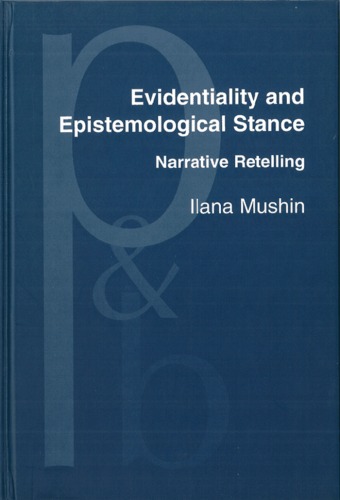 Evidentiality and
Epistemological Stance
Narrative Retelling
Ilana Mushin
p
&
b